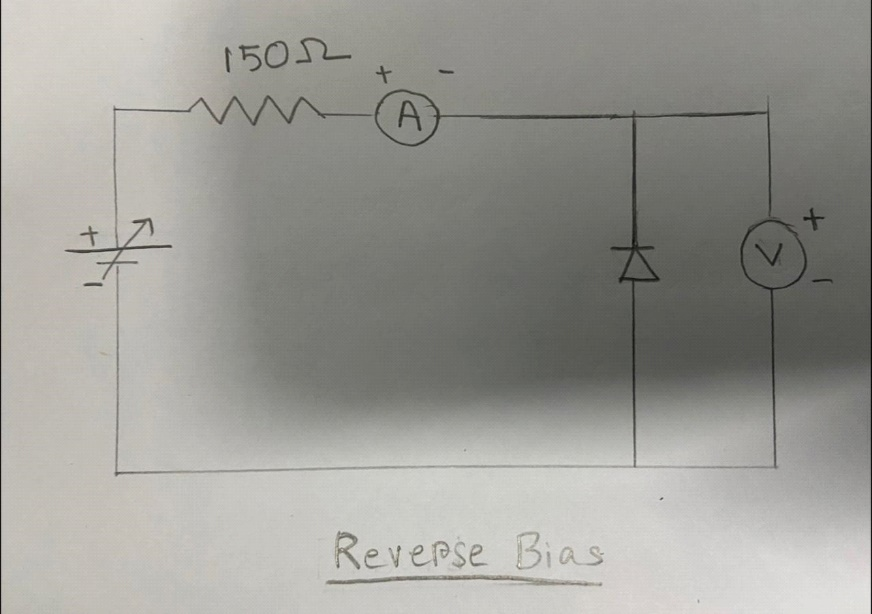 150Ω
+ -
A
+
-
+
V
-
Reverse Bias